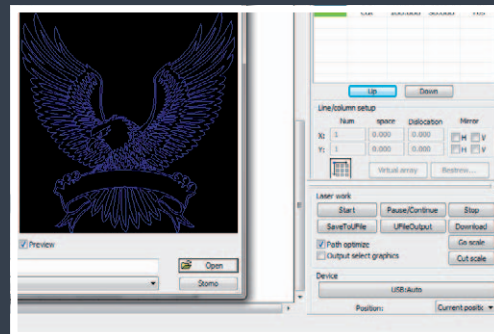 Up Down
Line/column setup
Num space Dislocation Mirror
X: 1 0.000 0.000 H V
Y: 1 0.000 0.000 H V
Virtual array
Laser work
Start Pause/Continue Stop
SaveToUFile UFileOutput Download
Preview
Path optimize Go scale
Output select graphics Cut scale
Open
Stomo
Device
USB:Auto
Position: Current positic